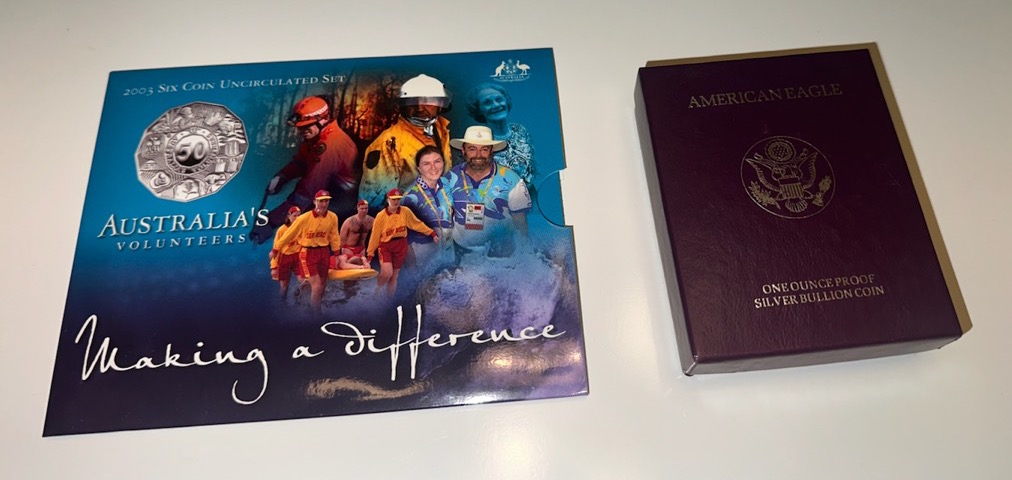 2003 Six Coin Uncirculated Set
50
Australia's
Volunteers
Making a difference
AMERICAN EAGLE
ONE OUNCE PROOF
SILVER BULLION COIN